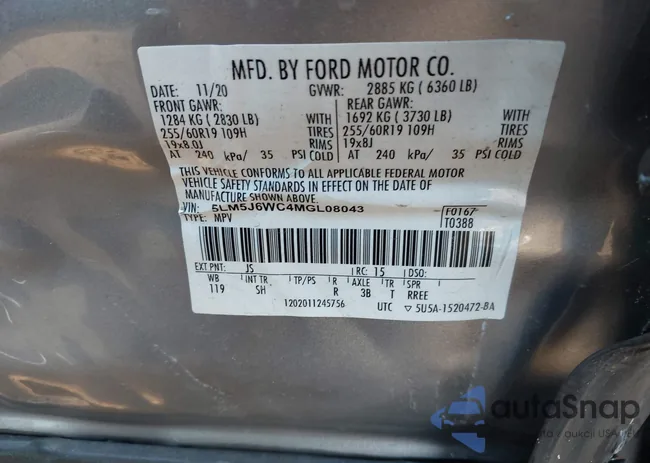 MFD. BY FORD MOTOR CO.
DATE: 11/20 GVWR: 2885 KG ( 6360 LB)
FRONT GAWR: REAR GAWR:
1284 KG ( 2830 LB) WITH 1692 KG ( 3730 LB) WITH
255/60R19 109H TIRES 255/60R19 109H TIRES
19x8.0J RIMS 19x8J RIMS
AT 240 kPa/ 35 PSI COLD AT 240 kPa/ 35 PSI COLD
THIS VEHICLE CONFORMS TO ALL APPLICABLE FEDERAL MOTOR
VEHICLE SAFETY STANDARDS IN EFFECT ON THE DATE OF
MANUFACTURE SHOWN ABOVE.
VIN: 5LM5J6WC4MGL08043 F0167
TYPE: MPV T0388
EXT PNT: JS RC: 15 DSO:
WB INT TR TP/PS R AXLE TR SPR
119 SH R 3B T RREE
1202011245756 UTC ▽ 5U5A-1520472-BA
autoSnap
auta / aukcji USA / EU